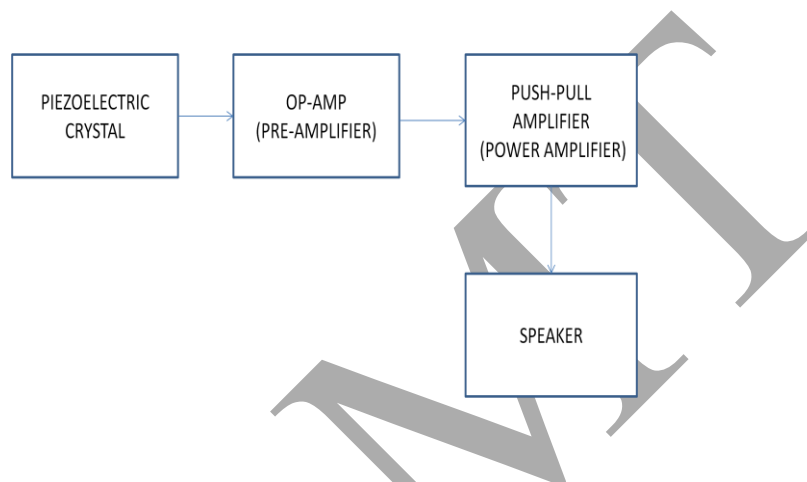 PIEZOELECTRIC
CRYSTAL
OP-AMP
(PRE-AMPLIFIER)
PUSH-PULL
AMPLIFIER
(POWER AMPLIFIER)
SPEAKER